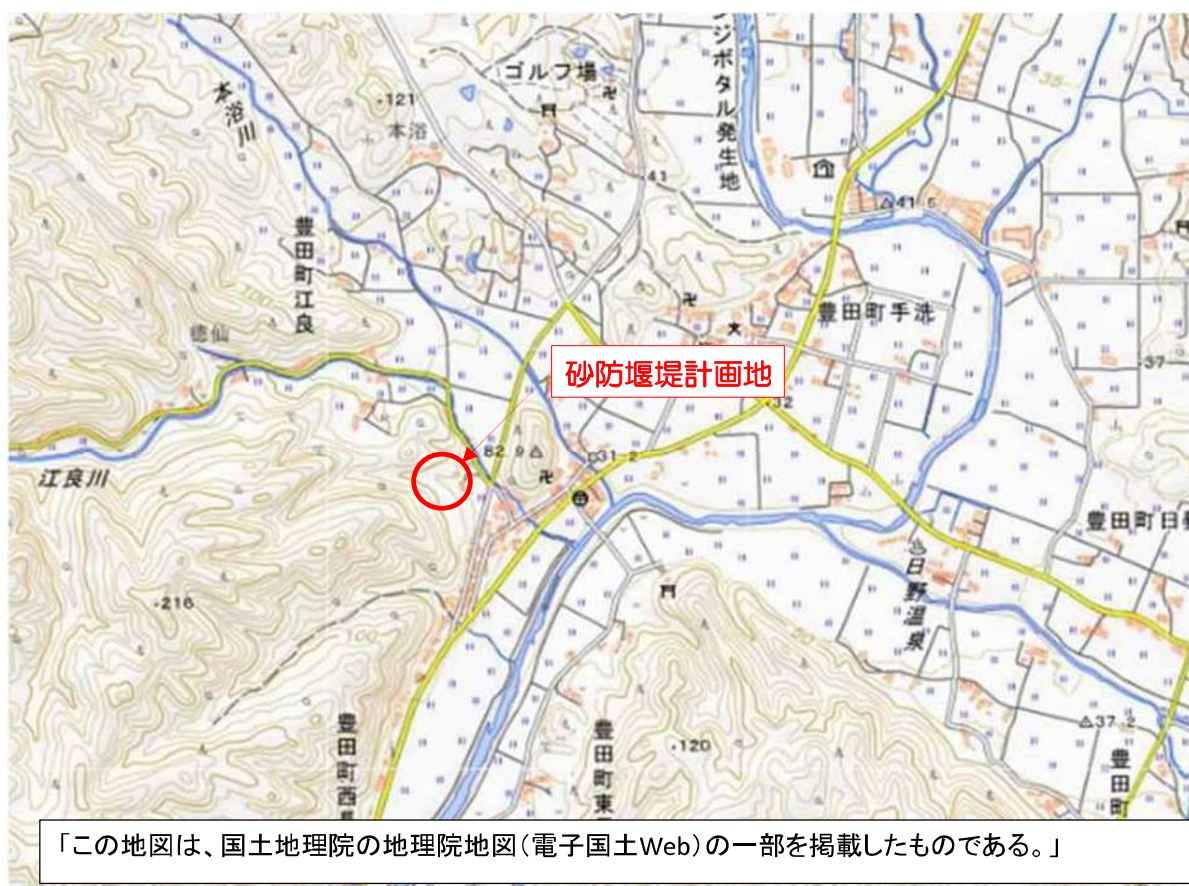 ゴルフ場
ンジボタル発生地
35
本浴川
121
本浴
41
41.5
豊田町江良
100
徳仙
豊田町手洗
砂防堰堤計画地
37
32
82.9
31.2
江良川
豊田町日
日野温泉
216
100
50
37.2
豊田町西
豊田町東
120
豊田町
「この地図は、国土地理院の地理院地図(電子国土Web)の一部を掲載したものである。」